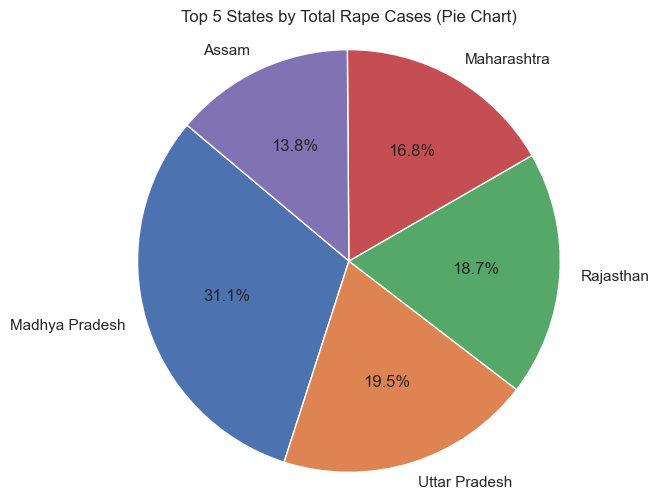 Top 5 States by Total Rape Cases (Pie Chart)
Assam
Maharashtra
13.8%
16.8%
18.7%
Rajasthan
31.1%
Madhya Pradesh
19.5%
Uttar Pradesh